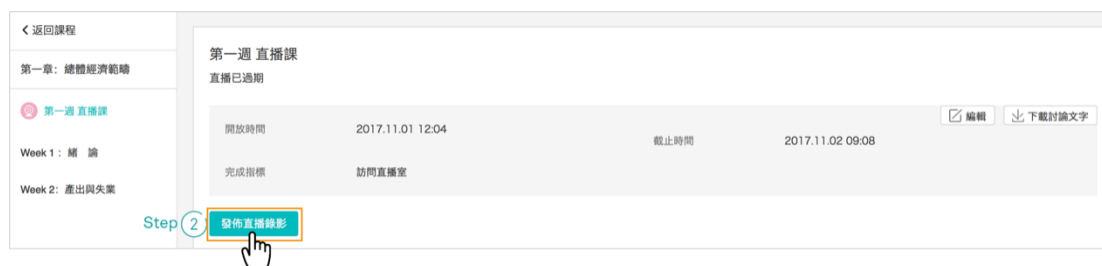 返回課程
第一章：總體經濟範疇
第一週 直播課
Week 1： 緒 論
Week 2：產出與失業
第一週 直播課
直播已過期
編輯
下載討論文字
開放時間 2017.11.01 12:04
截止時間 2017.11.02 09:08
完成指標 訪問直播室
Step 2 發佈直播錄影